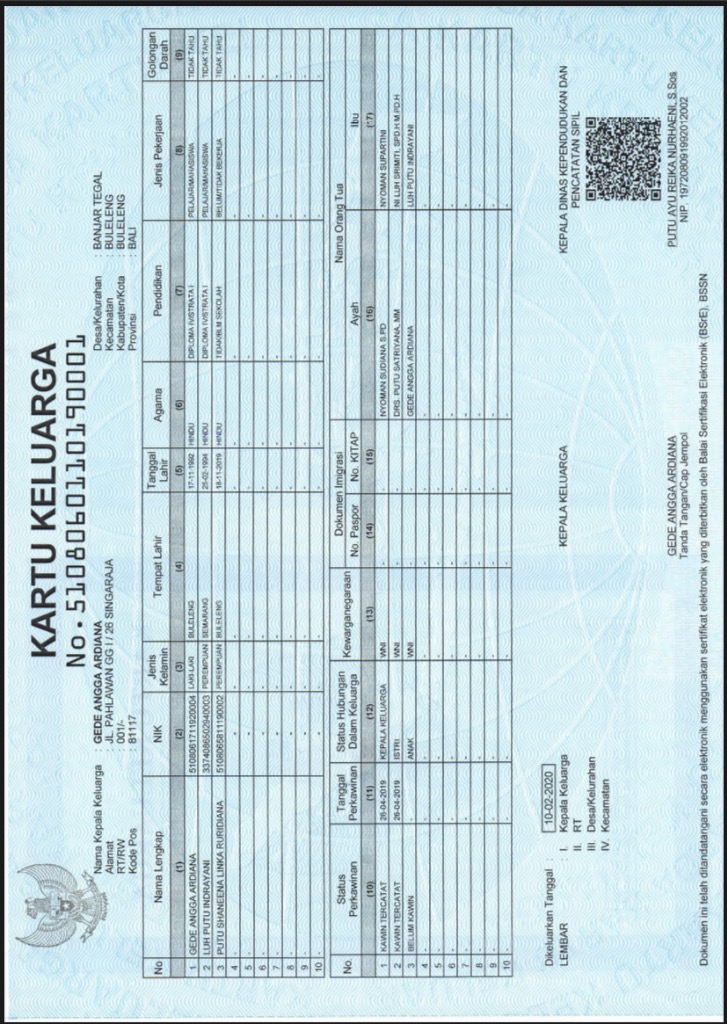 KARTU KELUARGA
No. 5108060110190001
Nama Kepala Keluarga : GEDE ANGGA ARDIANA
Alamat : JL. PAHLAWAN GG I / 26 SINGARAJA
RT/RW : 001/-
Kode Pos : 81117
Desa/Kelurahan : BANJAR TEGAL
Kecamatan : BULELENG
Kabupaten/Kota : BULELENG
Provinsi : BALI
No Nama Lengkap NIK Jenis Kelamin Tempat Lahir Tanggal Lahir Agama Pendidikan Jenis Pekerjaan Golongan Darah
(1) (2) (3) (4) (5) (6) (7) (8) (9)
1 GEDE ANGGA ARDIANA 5108061711920004 LAKI-LAKI BULELENG 17-11-1992 HINDU DIPLOMA IV/STRATA I PELAJAR/MAHASISWA TIDAK TAHU
2 LUH PUTU INDRAYANI 3374086502940003 PEREMPUAN SEMARANG 25-02-1994 HINDU DIPLOMA IV/STRATA I PELAJAR/MAHASISWA TIDAK TAHU
3 PUTU SHANEENA LINKA RURIDIANA 5108065811190002 PEREMPUAN BULELENG 18-11-2019 HINDU TIDAK/BLM SEKOLAH BELUM/TIDAK BEKERJA TIDAK TAHU
4 - - - - - - - - -
5 - - - - - - - - -
6 - - - - - - - - -
7 - - - - - - - - -
8 - - - - - - - - -
9 - - - - - - - - -
10 - - - - - - - - -
No. Status Perkawinan Tanggal Perkawinan Status Hubungan Dalam Keluarga Kewarganegaraan Dokumen Imigrasi Nama Orang Tua
No. Paspor No. KITAP Ayah Ibu
(10) (11) (12) (13) (14) (15) (16) (17)
1 KAWIN TERCATAT 26-04-2019 KEPALA KELUARGA WNI - - NYOMAN SUDIANA S.PD NYOMAN SUPARTINI
2 KAWIN TERCATAT 26-04-2019 ISTRI WNI - - DRS. PUTU SATRIYANA, MM NI LUH SRIMITI, SPD.H M.PD.H
3 BELUM KAWIN - ANAK WNI - - GEDE ANGGA ARDIANA LUH PUTU INDRAYANI
4 - - - - - - - -
5 - - - - - - - -
6 - - - - - - - -
7 - - - - - - - -
8 - - - - - - - -
9 - - - - - - - -
10 - - - - - - - -
Dikeluarkan Tanggal : 10-02-2020
LEMBAR : I. Kepala Keluarga
II. RT
III. Desa/Kelurahan
IV. Kecamatan
KEPALA KELUARGA
GEDE ANGGA ARDIANA
Tanda Tangan/Cap Jempol
KEPALA DINAS KEPENDUDUKAN DAN
PENCATATAN SIPIL
PUTU AYU REIKA NURHAENI, S.Sos
NIP. 197208091992012002
Dokumen ini telah ditandatangani secara elektronik menggunakan sertifikat elektronik yang diterbitkan oleh Balai Sertifikasi Elektronik (BSrE), BSSN